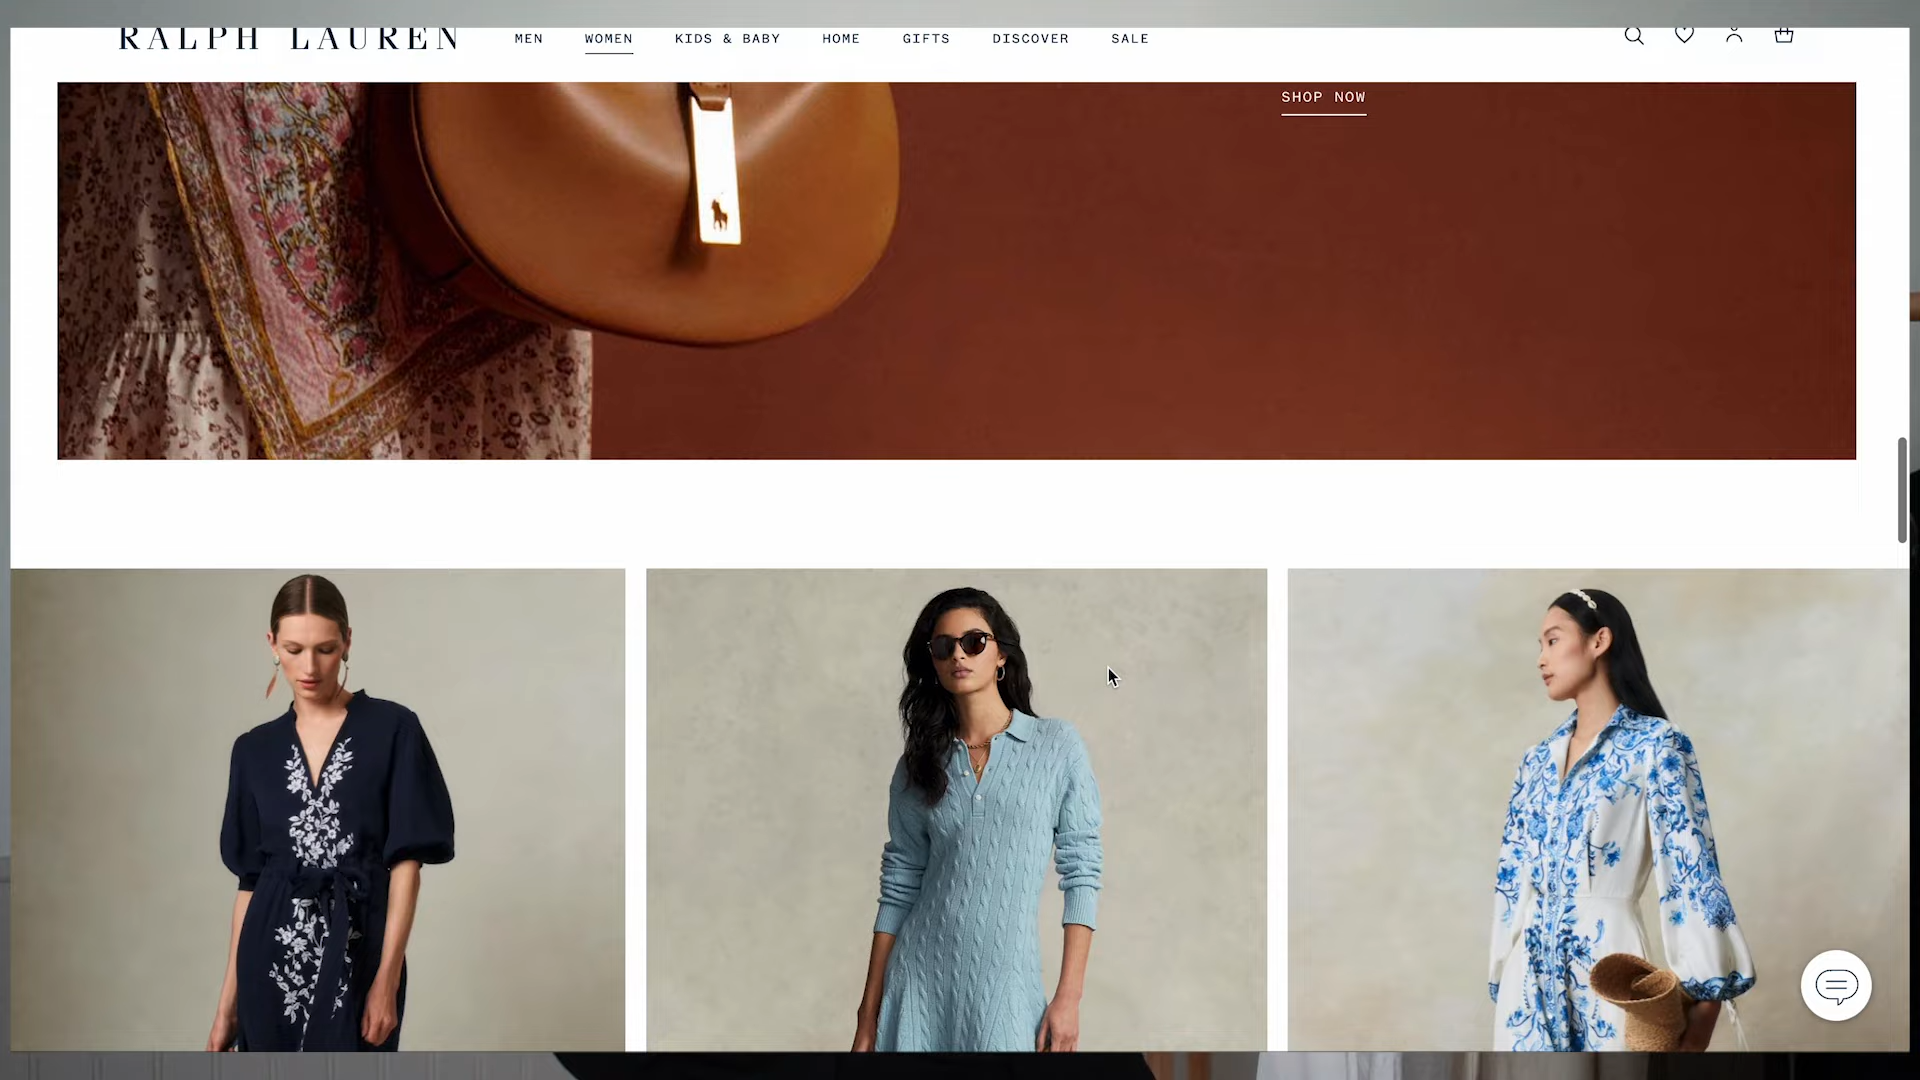 RALPH LAUREN
MEN WOMEN KIDS & BABY HOME GIFTS DISCOVER SALE
SHOP NOW